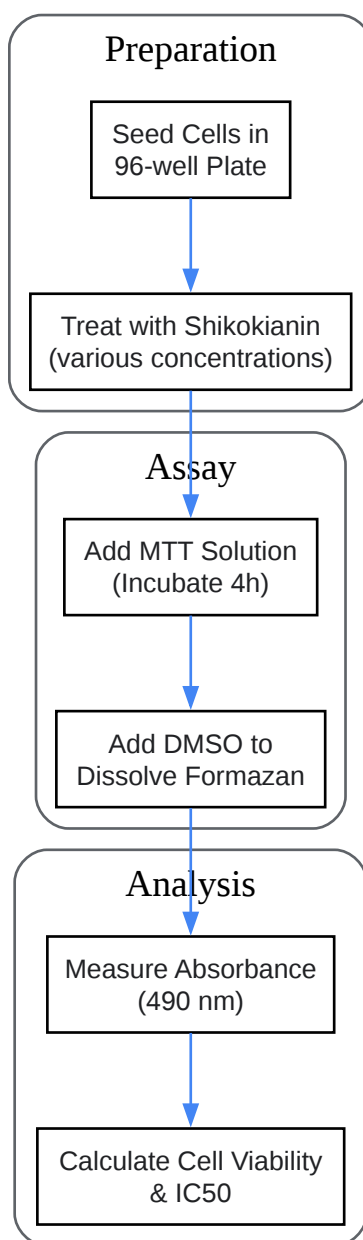 Preparation
Seed Cells in
96-well Plate
Treat with Shikokianin
(various concentrations)
Assay
Add MTT Solution
(Incubate 4h)
Add DMSO to
Dissolve Formazan
Analysis
Measure Absorbance
(490 nm)
Calculate Cell Viability
& IC50